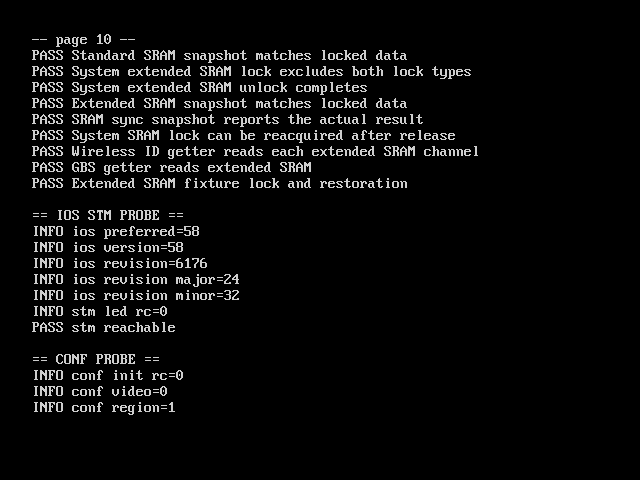 -- page 10 --
PASS Standard SRAM snapshot matches locked data
PASS System extended SRAM lock excludes both lock types
PASS System extended SRAM unlock completes
PASS Extended SRAM snapshot matches locked data
PASS SRAM sync snapshot reports the actual result
PASS System SRAM lock can be reacquired after release
PASS Wireless ID getter reads each extended SRAM channel
PASS GBS getter reads extended SRAM
PASS Extended SRAM fixture lock and restoration
== IOS STM PROBE ==
INFO ios preferred=58
INFO ios version=58
INFO ios revision=6176
INFO ios revision major=24
INFO ios revision minor=32
INFO stm led rc=0
PASS stm reachable
== CONF PROBE ==
INFO conf init rc=0
INFO conf video=0
INFO conf region=1